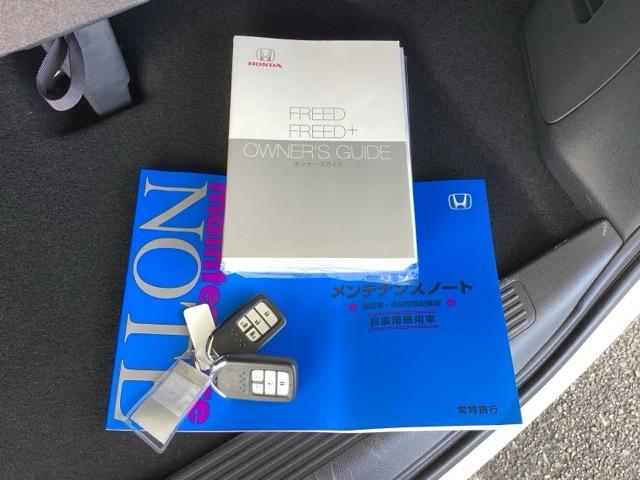 HONDA
FREED
FREED+
OWNER'S GUIDE
オーナーズガイド
maintenance
NOTE
メンテナンスノート
自家用乗用車
常時携行